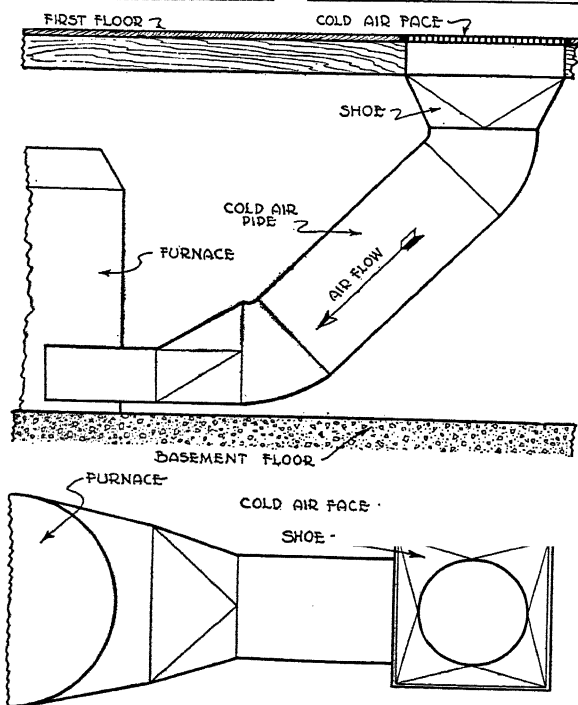 FIRST FLOOR
COLD AIR FACE
SHOE
COLD AIR
PIPE
FURNACE
AIR FLOW
BASEMENT FLOOR
FURNACE
COLD AIR FACE
SHOE